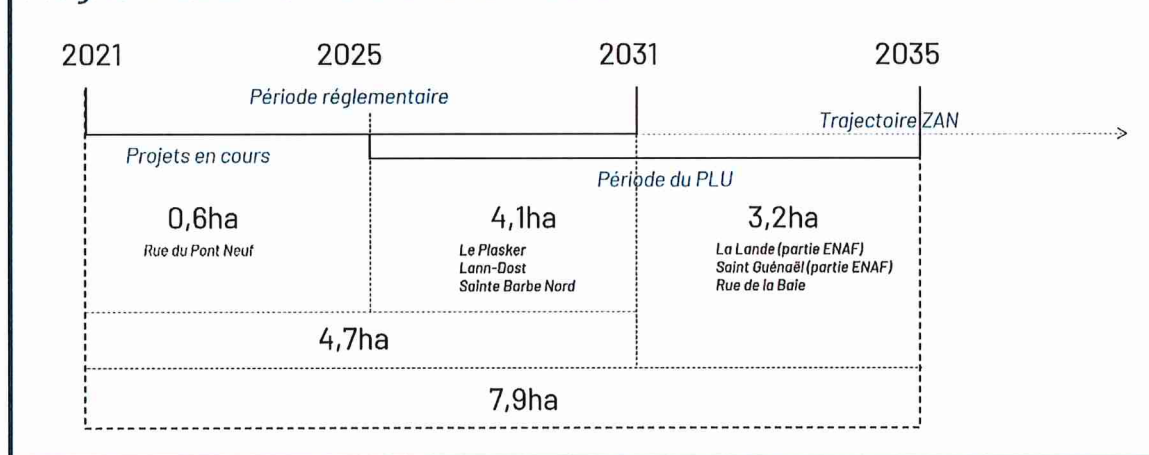 2021 2025 2031 2035
Période réglementaire
Trajectoire ZAN
Projets en cours
Période du PLU
0,6ha 4,1ha 3,2ha
Rue du Pont Neuf
Le Plasker
Lann-Dost
Sainte Barbe Nord
La Lande (partie ENAF)
Saint Guénaël (partie ENAF)
Rue de la Baie
4,7ha
7,9ha